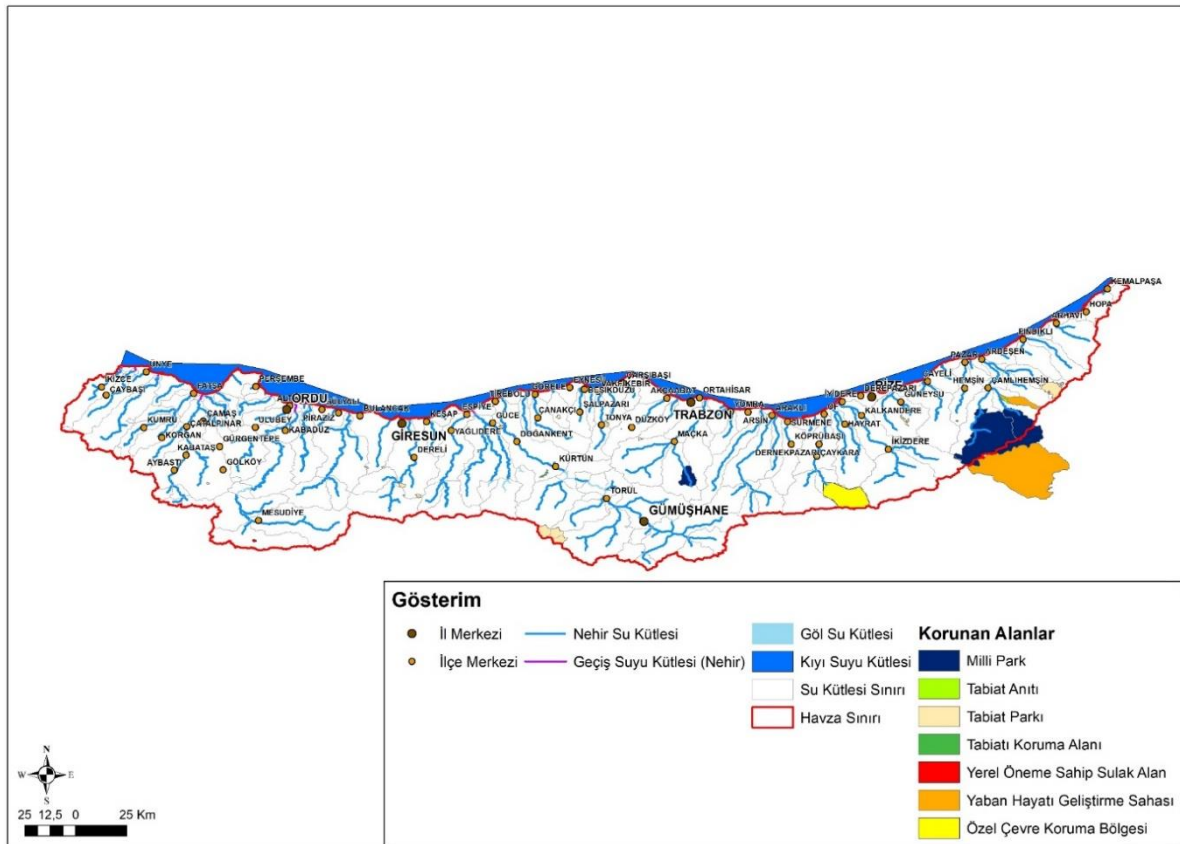 KEMALPAŞA
HOPA
ARHAVİ
FINDIKLI
ARDEŞEN
PAZAR
ÇAMLIHEMŞİN
HEMŞİN
ÇAYELİ
GÜNEYSU
RİZE
DEREPAZARI
İYİDERE
KALKANDERE
OF
HAYRAT
İKİZDERE
SÜRMENE
KÖPRÜBAŞI
DERNEKPAZARI
ÇAYKARA
ARAKLI
ARSİN
YOMRA
ORTAHİSAR
TRABZON
AKÇAABAT
MAÇKA
DÜZKÖY
TONYA
ÇARŞIBAŞI
VAKFIKEBİR
BEŞİKDÜZÜ
EYNESİL
ŞALPAZARI
GÖRELE
ÇANAKÇI
TİREBOLU
GÜCE
DOĞANKENT
KÜRTÜN
TORUL
GÜMÜŞHANE
ESPİYE
YAĞLIDERE
KEŞAP
GİRESUN
DERELİ
BULANCAK
PİRAZİZ
GÜLYALI
ORDU
PERŞEMBE
ULUBEY
KABADÜZ
FATSA
ÜNYE
İKİZCE
ÇAYBAŞI
KUMRU
ÇAMAŞ
ÇATALPINAR
KORGAN
GÜRGENTEPE
KABATAŞ
AYBASTI
GÖLKÖY
MESUDİYE
Gösterim
İl Merkezi
İlçe Merkezi
Nehir Su Kütlesi
Geçiş Suyu Kütlesi (Nehir)
Göl Su Kütlesi
Kıyı Suyu Kütlesi
Su Kütlesi Sınırı
Havza Sınırı
Korunan Alanlar
Milli Park
Tabiat Anıtı
Tabiat Parkı
Tabiatı Koruma Alanı
Yerel Öneme Sahip Sulak Alan
Yaban Hayatı Geliştirme Sahası
Özel Çevre Koruma Bölgesi
N
W E
S
25 12,5 0 25 Km